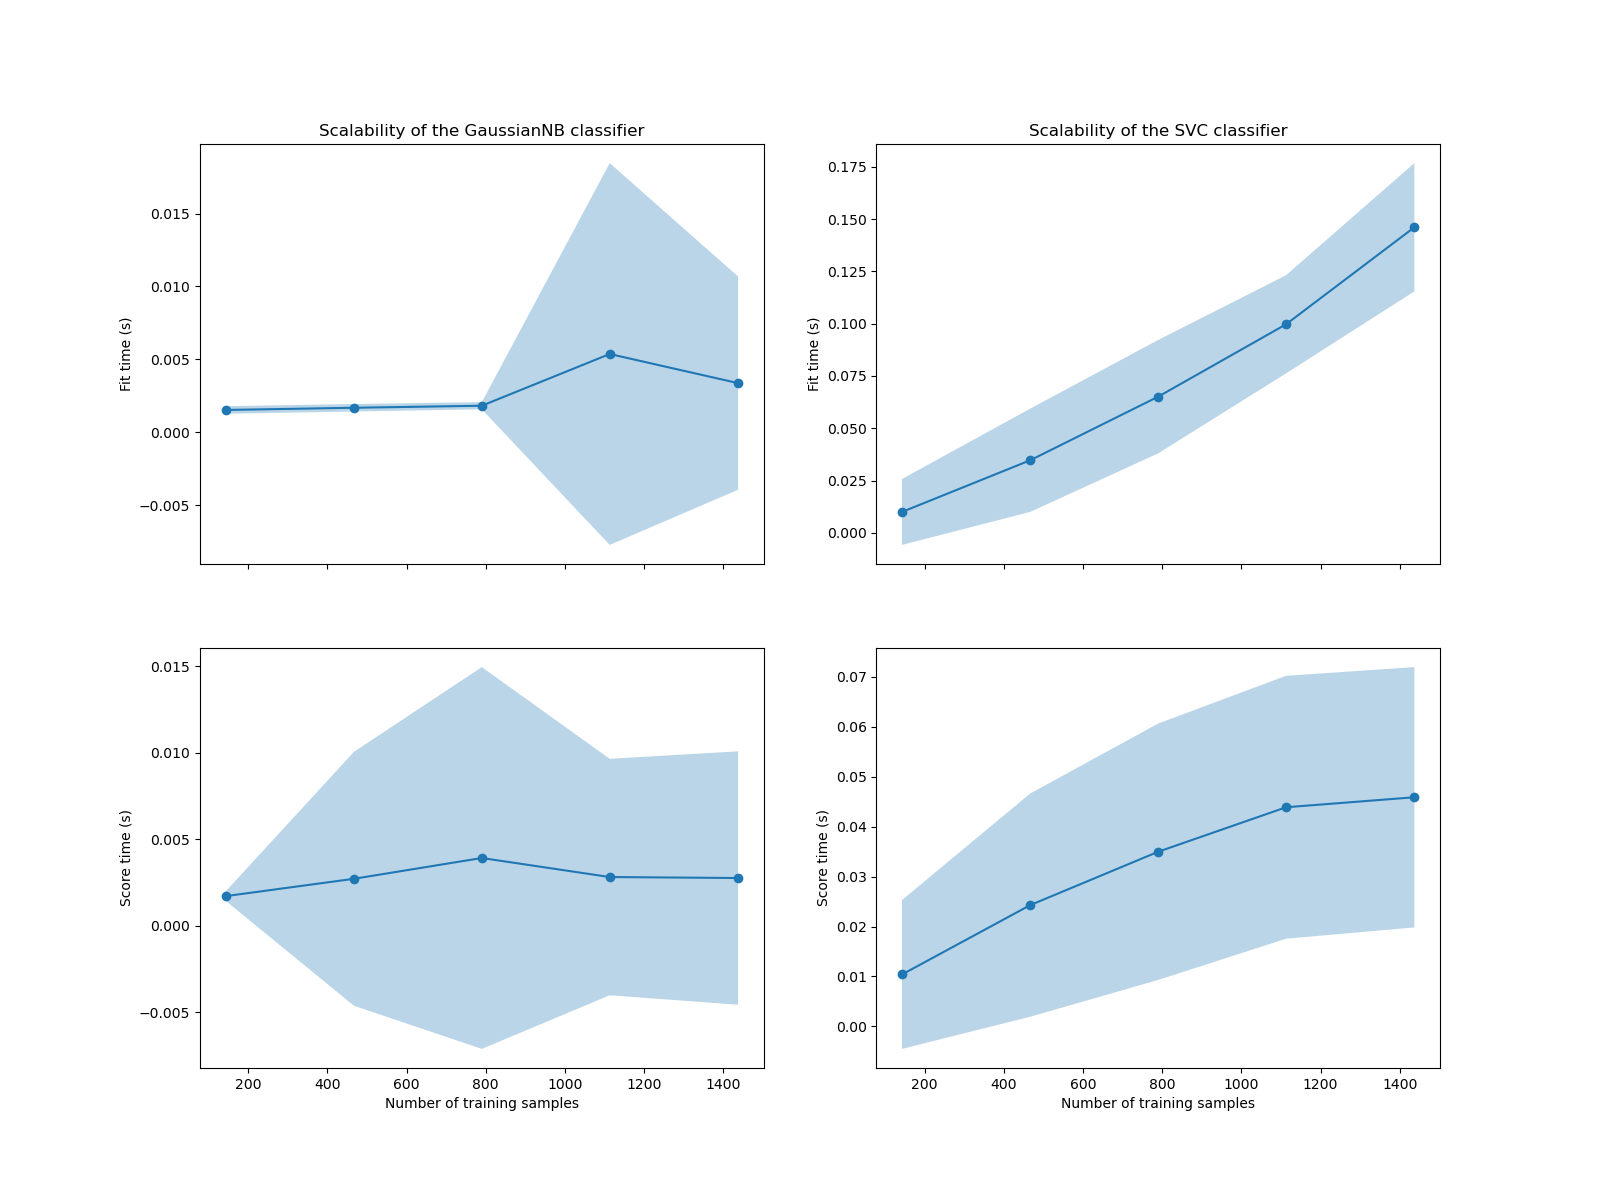 Scalability of the GaussianNB classifier
0.015
0.010
0.005
0.000
−0.005
Fit time (s)
Scalability of the SVC classifier
0.175
0.150
0.125
0.100
0.075
0.050
0.025
0.000
Fit time (s)
0.015
0.010
0.005
0.000
−0.005
Score time (s)
200 400 600 800 1000 1200 1400
Number of training samples
0.07
0.06
0.05
0.04
0.03
0.02
0.01
0.00
Score time (s)
200 400 600 800 1000 1200 1400
Number of training samples